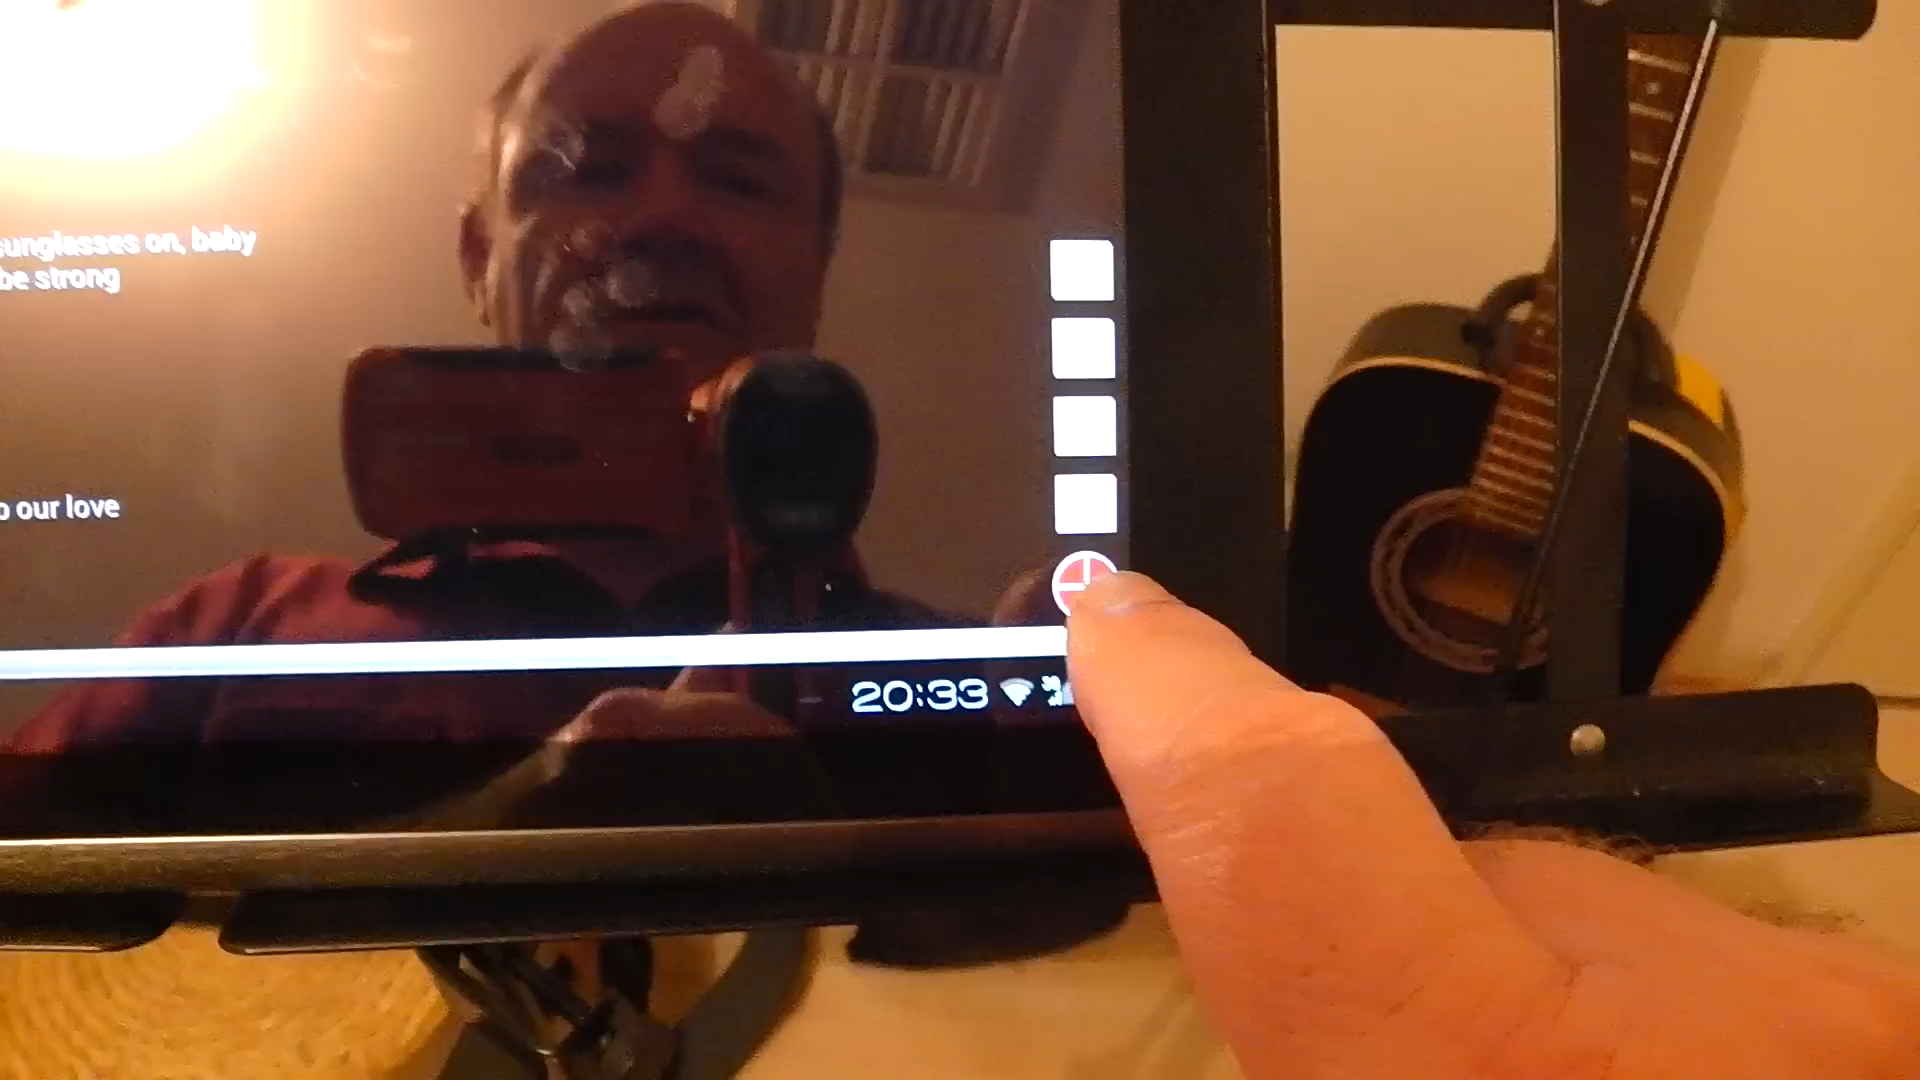 sunglasses on, baby
be strong
o our love
20:33